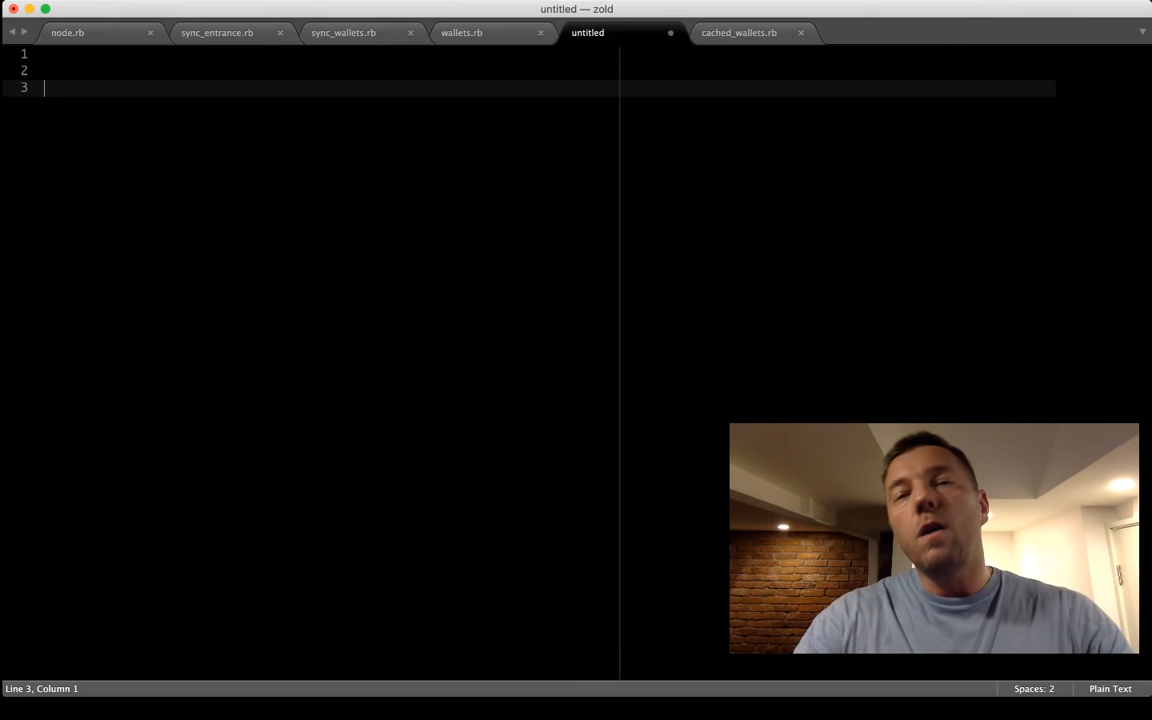 untitled — zold
node.rb
sync_entrance.rb
sync_wallets.rb
wallets.rb
untitled
cached_wallets.rb
1
2
3
Line 3, Column 1
Spaces: 2
Plain Text